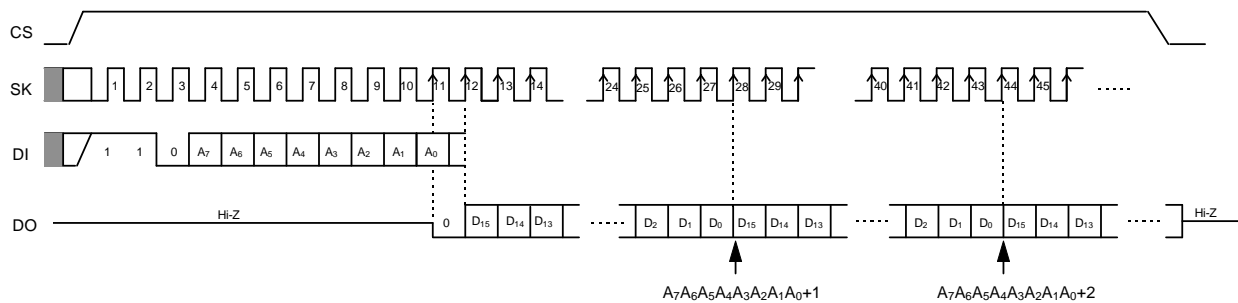 CS
SK 1 2 3 4 5 6 7 8 9 10 11 12 13 14 24 25 26 27 28 29 40 41 42 43 44 45
DI 1 1 0 A7 A6 A5 A4 A3 A2 A1 A0
DO Hi-Z 0 D15 D14 D13 D2 D1 D0 D15 D14 D13 D2 D1 D0 D15 D14 D13 Hi-Z
A7A6A5A4A3A2A1A0+1 A7A6A5A4A3A2A1A0+2